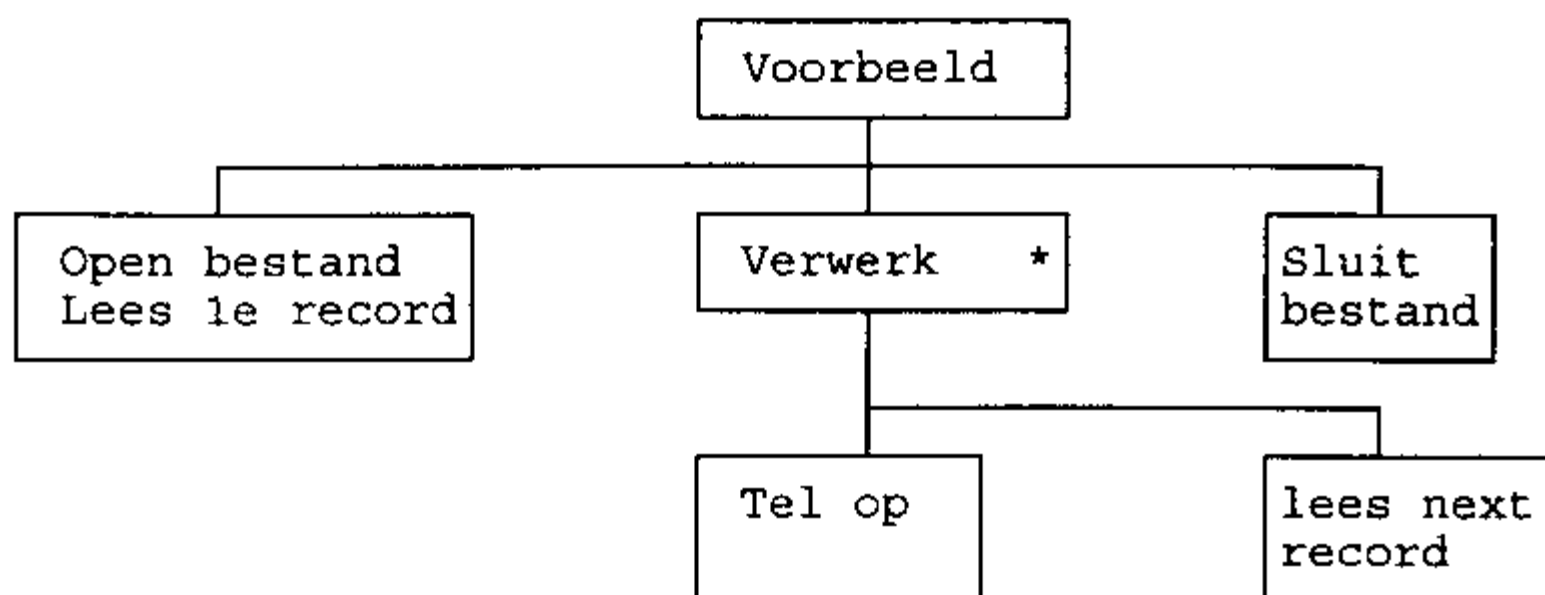 Voorbeeld
Open bestand
Lees 1e record
Verwerk *
Sluit
bestand
Tel op
lees next
record